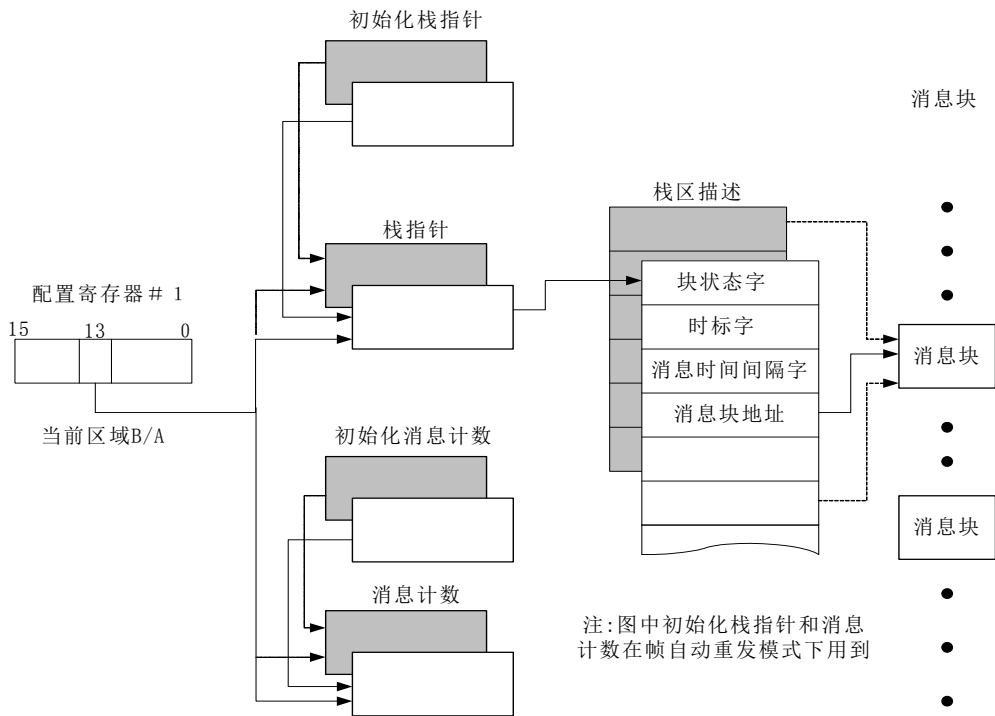 初始化栈指针
消息块
栈区描述
栈指针
块状态字
配置寄存器＃1
15 13 0
时标字
消息块
消息时间间隔字
消息块地址
当前区域B/A
初始化消息计数
消息块
消息计数
注:图中初始化栈指针和消息
计数在帧自动重发模式下用到